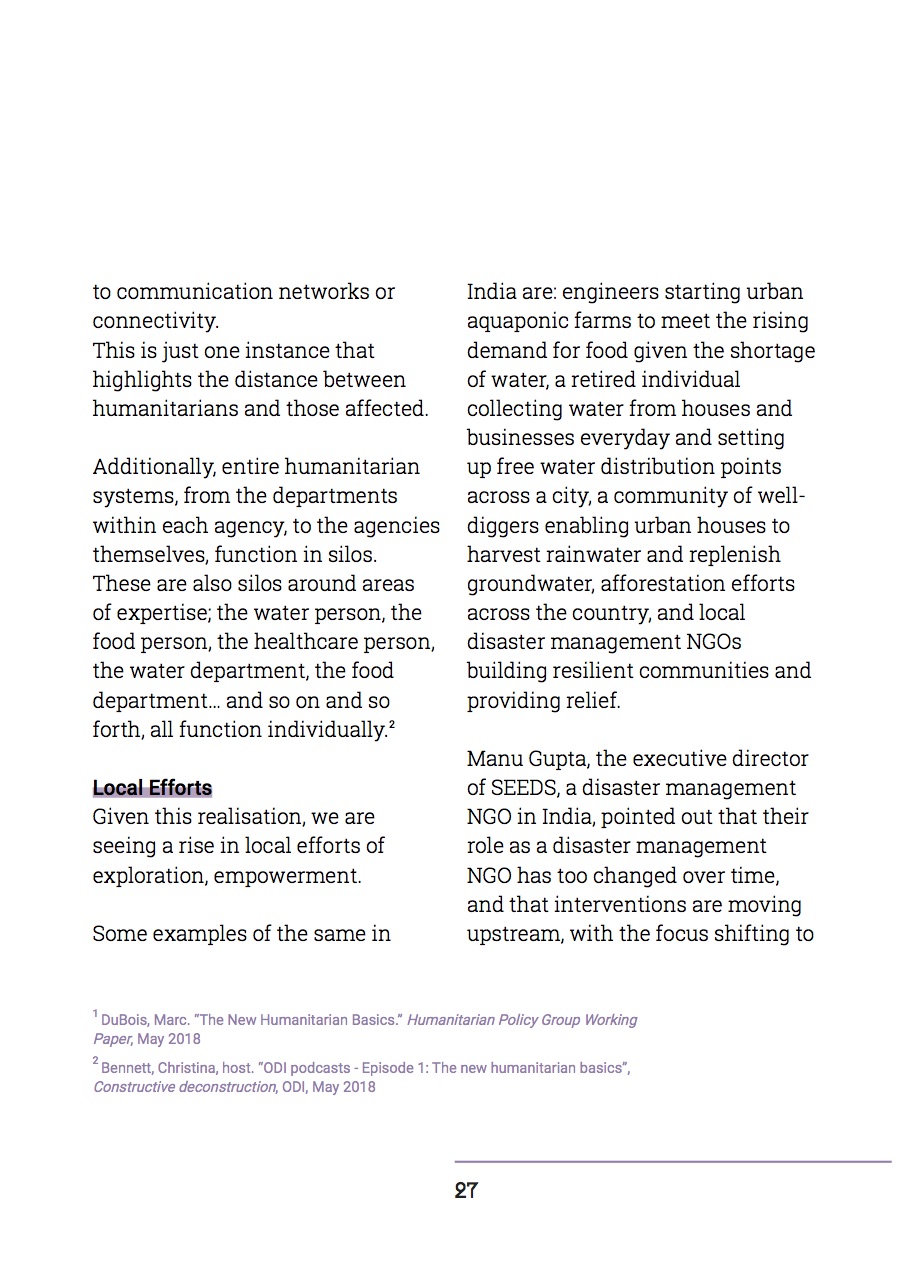 to communication networks or
connectivity.
This is just one instance that
highlights the distance between
humanitarians and those affected.
Additionally, entire humanitarian
systems, from the departments
within each agency, to the agencies
themselves, function in silos.
These are also silos around areas
of expertise; the water person, the
food person, the healthcare person,
the water department, the food
department... and so on and so
forth, all function individually.²
Local Efforts
Given this realisation, we are
seeing a rise in local efforts of
exploration, empowerment.
Some examples of the same in
India are: engineers starting urban
aquaponic farms to meet the rising
demand for food given the shortage
of water, a retired individual
collecting water from houses and
businesses everyday and setting
up free water distribution points
across a city, a community of well-
diggers enabling urban houses to
harvest rainwater and replenish
groundwater, afforestation efforts
across the country, and local
disaster management NGOs
building resilient communities and
providing relief.
Manu Gupta, the executive director
of SEEDS, a disaster management
NGO in India, pointed out that their
role as a disaster management
NGO has too changed over time,
and that interventions are moving
upstream, with the focus shifting to
¹ DuBois, Marc. "The New Humanitarian Basics." Humanitarian Policy Group Working
Paper, May 2018
² Bennett, Christina, host. "ODI podcasts - Episode 1: The new humanitarian basics",
Constructive deconstruction, ODI, May 2018
27